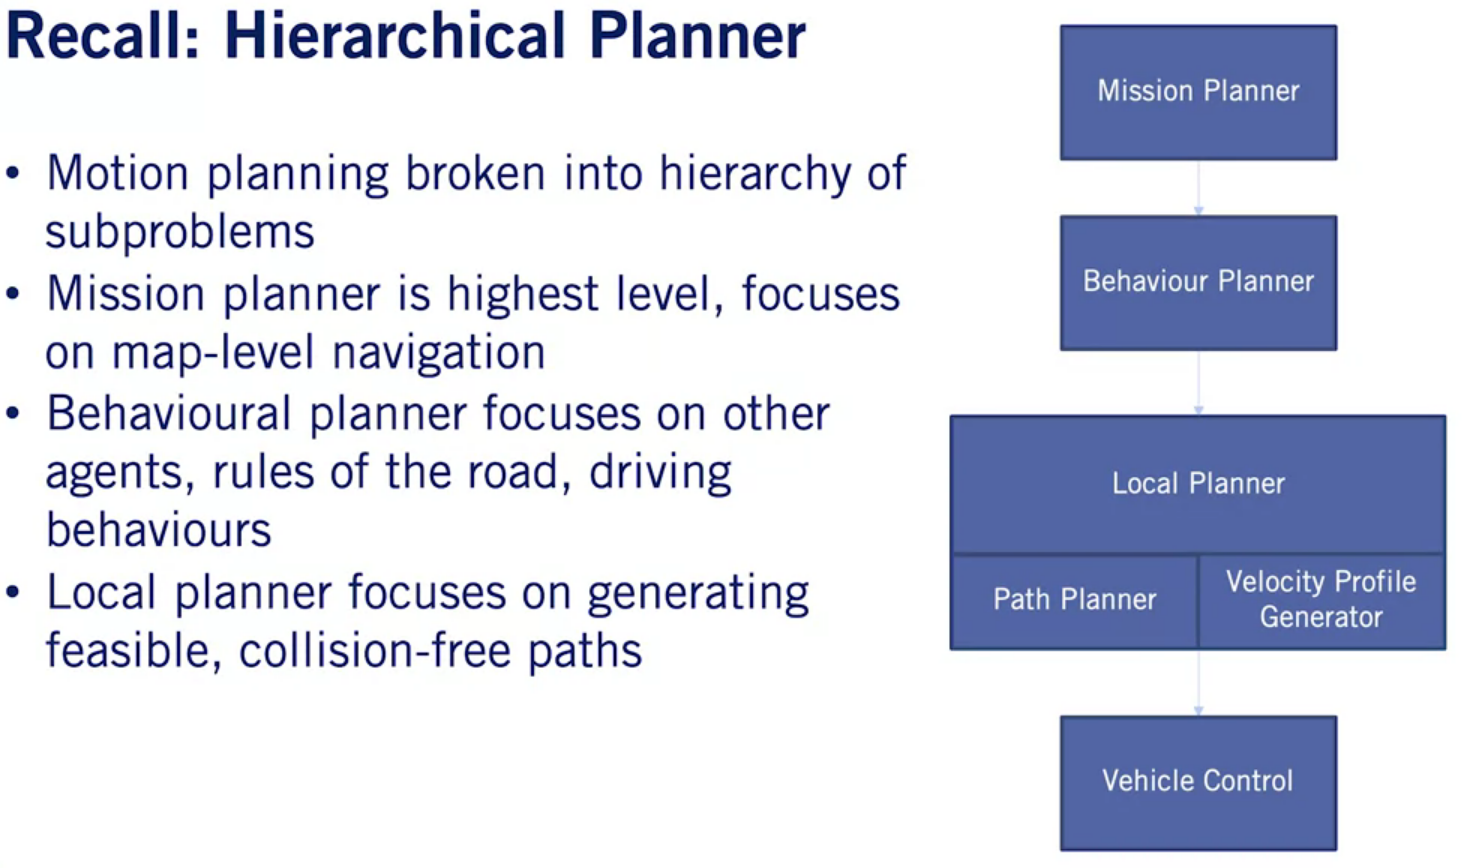 Recall: Hierarchical Planner
• Motion planning broken into hierarchy of
subproblems
• Mission planner is highest level, focuses
on map-level navigation
• Behavioural planner focuses on other
agents, rules of the road, driving
behaviours
• Local planner focuses on generating
feasible, collision-free paths
Mission Planner
Behaviour Planner
Local Planner
Path Planner
Velocity Profile
Generator
Vehicle Control